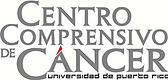 CENTRO
COMPRENSIVO
DE CÁNCER
universidad de puerto rico